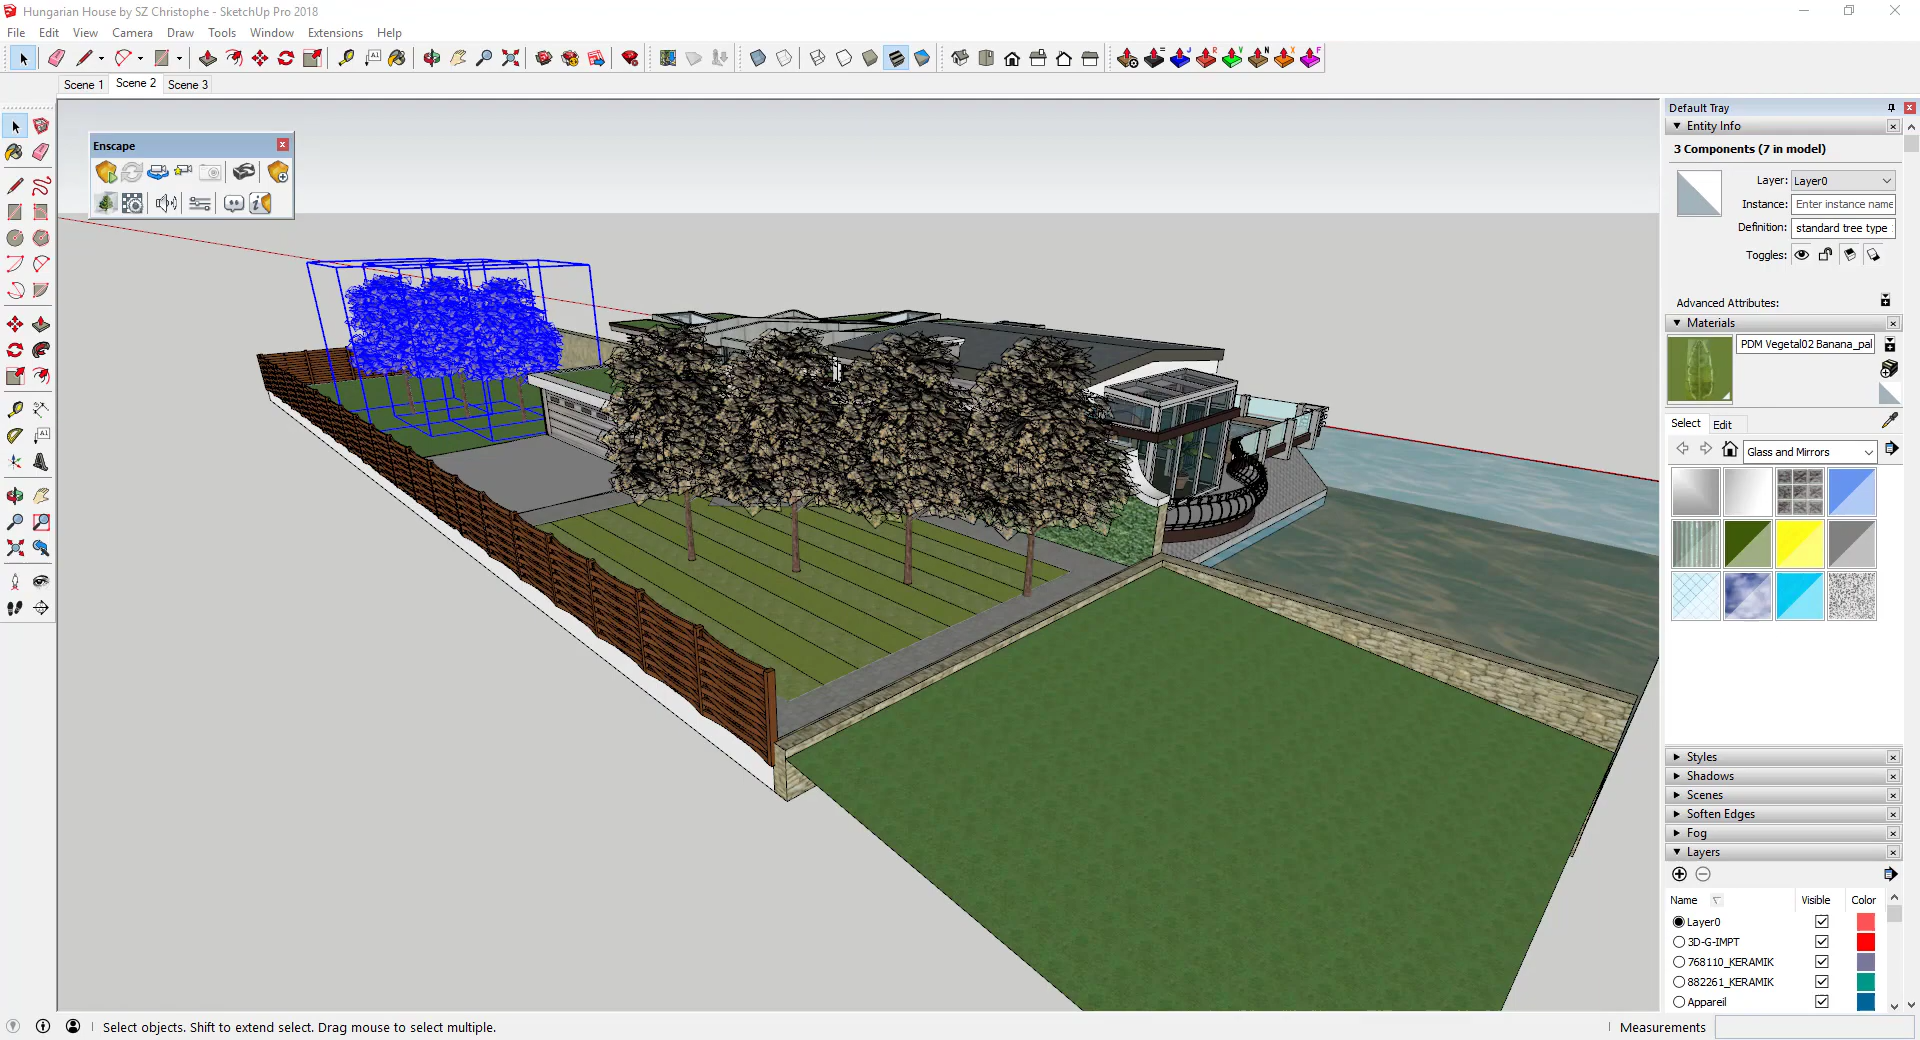 Hungarian House by SZ Christophe - SketchUp Pro 2018
File Edit View Camera Draw Tools Window Extensions Help
Scene 1 Scene 2 Scene 3
Enscape
Default Tray
Entity Info
3 Components (7 in model)
Layer: Layer0
Instance: Enter instance name
Definition: standard tree type
Toggles:
Advanced Attributes:
Materials
PDM Vegetal02 Banana_pal
Select Edit
Glass and Mirrors
Styles
Shadows
Scenes
Soften Edges
Fog
Layers
Name Visible Color
Layer0
3D-G-IMPT
768110_KERAMIK
882261_KERAMIK
Appareil
Select objects. Shift to extend select. Drag mouse to select multiple.
Measurements